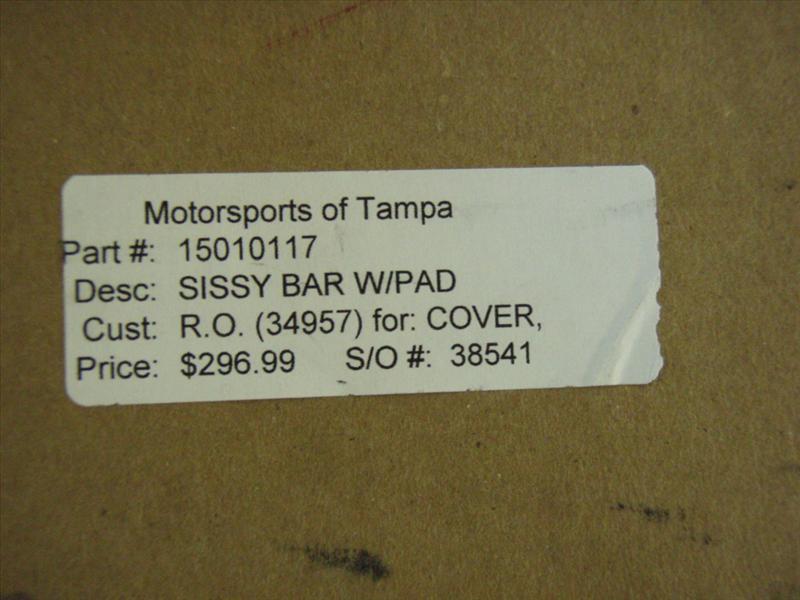 Motorsports of Tampa
Part #: 15010117
Desc: SISSY BAR W/PAD
Cust: R.O. (34957) for: COVER,
Price: $296.99 S/O #: 38541